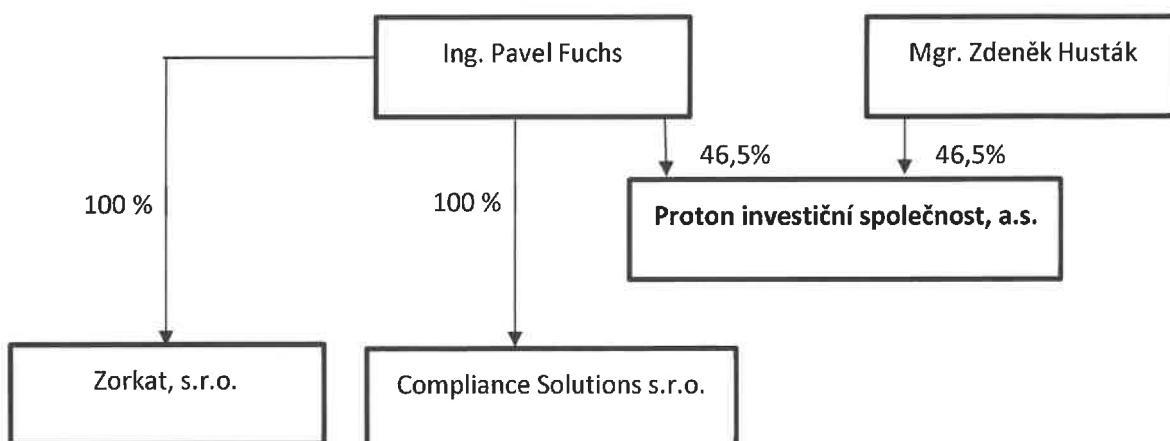 Ing. Pavel Fuchs
Mgr. Zdeněk Husták
46,5%
46,5%
100 %
100 %
Proton investiční společnost, a.s.
Zorkat, s.r.o.
Compliance Solutions s.r.o.